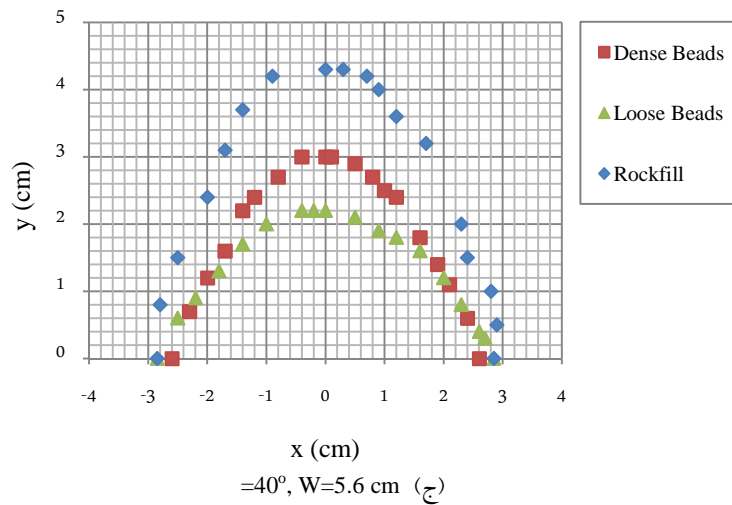 5
4
3
2
1
0
-4 -3 -2 -1 0 1 2 3 4
y (cm)
x (cm)
Dense Beads
Loose Beads
Rockfill
=40º, W=5.6 cm (ج)